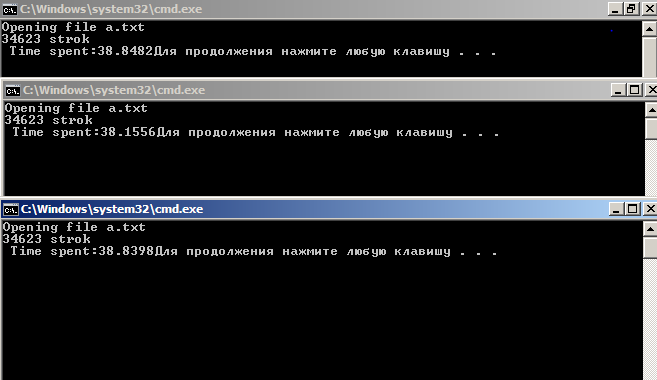 C:\Windows\system32\cmd.exe
Opening file a.txt
34623 strok
Time spent:38.8482Для продолжения нажмите любую клавишу . . .
C:\Windows\system32\cmd.exe
Opening file a.txt
34623 strok
Time spent:38.1556Для продолжения нажмите любую клавишу . . .
C:\Windows\system32\cmd.exe
Opening file a.txt
34623 strok
Time spent:38.8398Для продолжения нажмите любую клавишу . . .